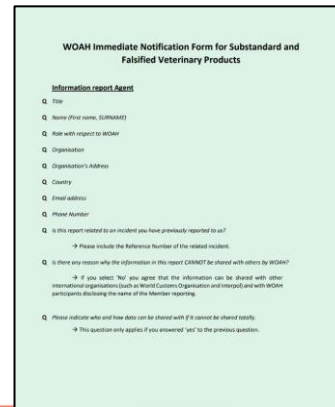 WOAH Immediate Notification Form for Substandard and
Falsified Veterinary Products
Information report Agent
Q Title
Q Name (First name, SURNAME)
Q Role with respect to WOAH
Q Organisation
Q Organisation's Address
Q Country
Q Email address
Q Phone Number
Q Is this report related to an incident you have previously reported to us?
→ Please include the Reference Number of the related incident.
Q Is there any reason why the information in this report CANNOT be shared with others by WOAH?
→ If you select 'No' you agree that the information can be shared with other
international organisations (such as World Customs Organisation and Interpol) and with WOAH
participants disclosing the name of the Member reporting.
Q Please indicate who and how data can be shared with if it cannot be shared totally.
→ This question only applies if you answered 'yes' to the previous question.